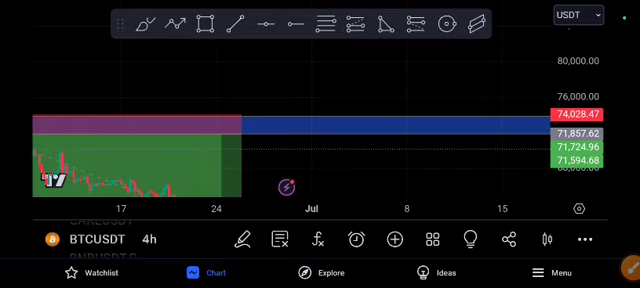 USDT
80,000.00
76,000.00
74,028.47
71,857.62
71,724.96
71,594.68
17
24
Jul
8
15
BTCUSDT 4h
Watchlist
Chart
Explore
Ideas
Menu